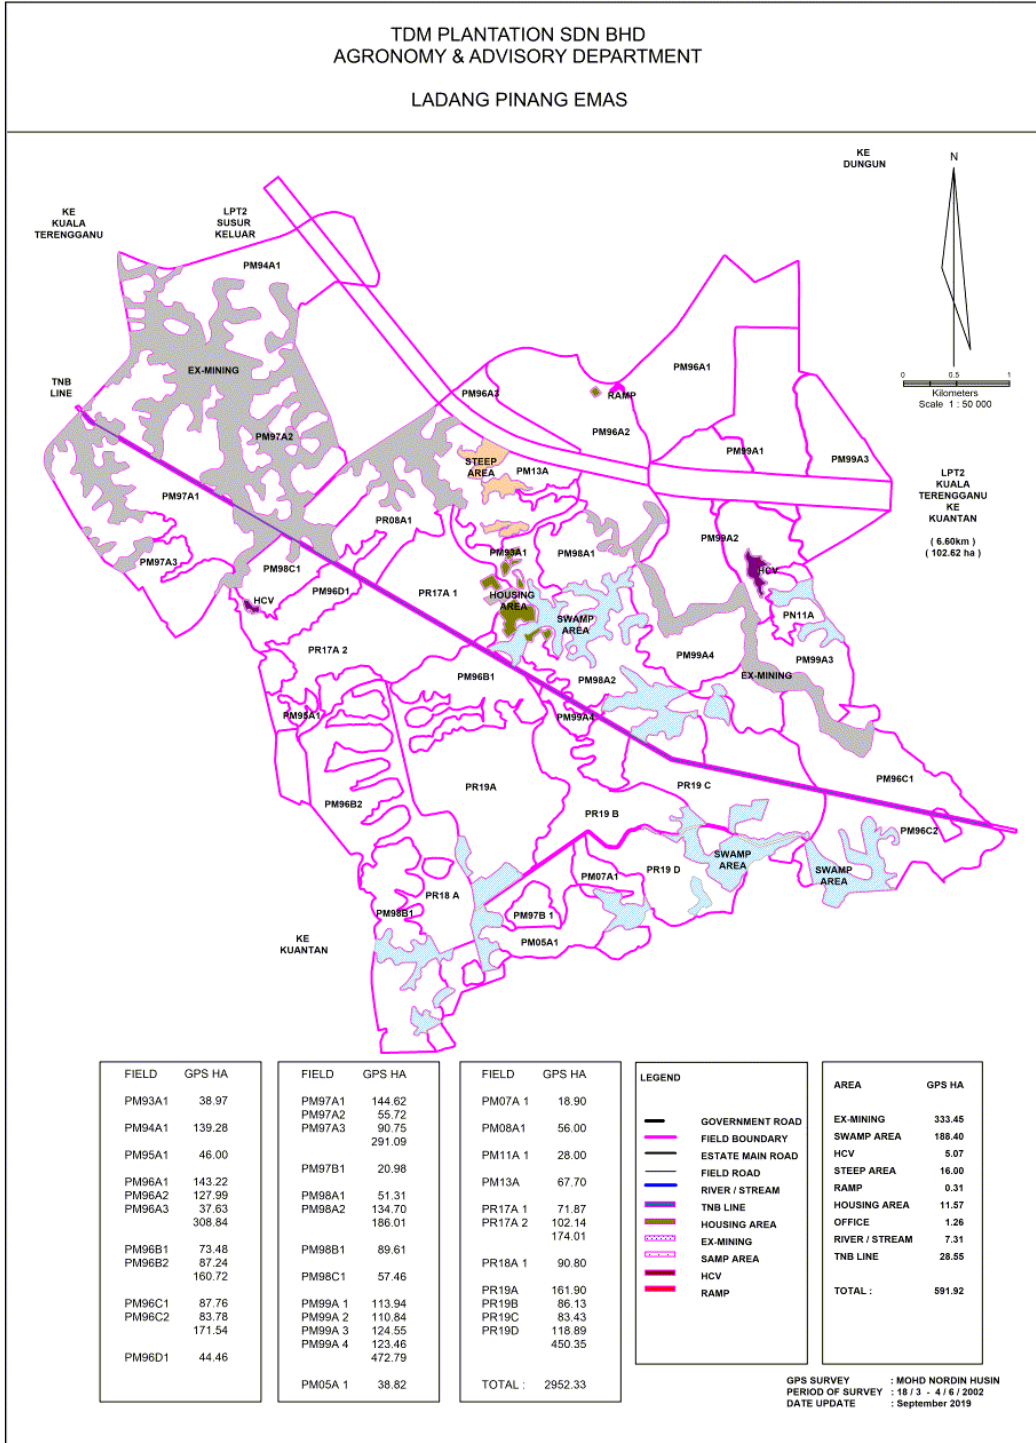 TDM PLANTATION SDN BHD
AGRONOMY & ADVISORY DEPARTMENT
LADANG PINANG EMAS
KE
DUNGUN
N
KE
KUALA
TERENGGANU
LPT2
SUSUR
KELUAR
PM94A1
EX-MINING
TNB
LINE
PM97A2
PM97A1
PM97A3
PM98C1
HCV
PM96D1
PR08A1
PM96A3
RAMP
PM96A2
PM96A1
0 0.5 1
Kilometers
Scale 1 : 50 000
STEEP
AREA
PM13A
PM99A1
PM99A3
LPT2
KUALA
TERENGGANU
KE
KUANTAN
( 6.60km )
( 102.62 ha )
PM93A1
PM98A1
PM99A2
HCV
PR17A 1
HOUSING
AREA
SWAMP
AREA
PN11A
PR17A 2
PM96B1
PM98A2
PM99A4
PM99A3
EX-MINING
PM95A1
PM99A4
PM96B2
PR19A
PR19 C
PM96C1
PR19 B
PM96C2
SWAMP
AREA
SWAMP
AREA
PM07A1
PR19 D
PR18 A
PM98B1
PM97B 1
PM05A1
KE
KUANTAN
FIELD GPS HA
PM93A1 38.97
PM94A1 139.28
PM95A1 46.00
PM96A1 143.22
PM96A2 127.99
PM96A3 37.63
308.84
PM96B1 73.48
PM96B2 87.24
160.72
PM96C1 87.76
PM96C2 83.78
171.54
PM96D1 44.46
FIELD GPS HA
PM97A1 144.62
PM97A2 55.72
PM97A3 90.75
291.09
PM97B1 20.98
PM98A1 51.31
PM98A2 134.70
186.01
PM98B1 89.61
PM98C1 57.46
PM99A 1 113.94
PM99A 2 110.84
PM99A 3 124.55
PM99A 4 123.46
472.79
PM05A 1 38.82
FIELD GPS HA
PM07A 1 18.90
PM08A1 56.00
PM11A 1 28.00
PM13A 67.70
PR17A 1 71.87
PR17A 2 102.14
174.01
PR18A 1 90.80
PR19A 161.90
PR19B 86.13
PR19C 83.43
PR19D 118.89
450.35
TOTAL : 2952.33
LEGEND
GOVERNMENT ROAD
FIELD BOUNDARY
ESTATE MAIN ROAD
FIELD ROAD
RIVER / STREAM
TNB LINE
HOUSING AREA
EX-MINING
SAMP AREA
HCV
RAMP
AREA GPS HA
EX-MINING 333.45
SWAMP AREA 188.40
HCV 5.07
STEEP AREA 16.00
RAMP 0.31
HOUSING AREA 11.57
OFFICE 1.26
RIVER / STREAM 7.31
TNB LINE 28.55
TOTAL : 591.92
GPS SURVEY : MOHD NORDIN HUSIN
PERIOD OF SURVEY : 18 / 3 - 4 / 6 / 2002
DATE UPDATE : September 2019